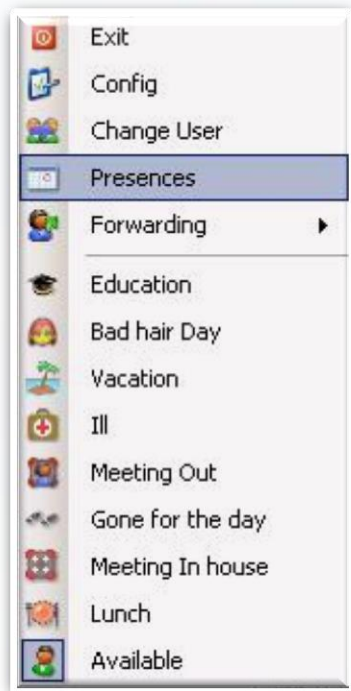 Exit
Config
Change User
Presences
Forwarding
Education
Bad hair Day
Vacation
Ill
Meeting Out
Gone for the day
Meeting In house
Lunch
Available